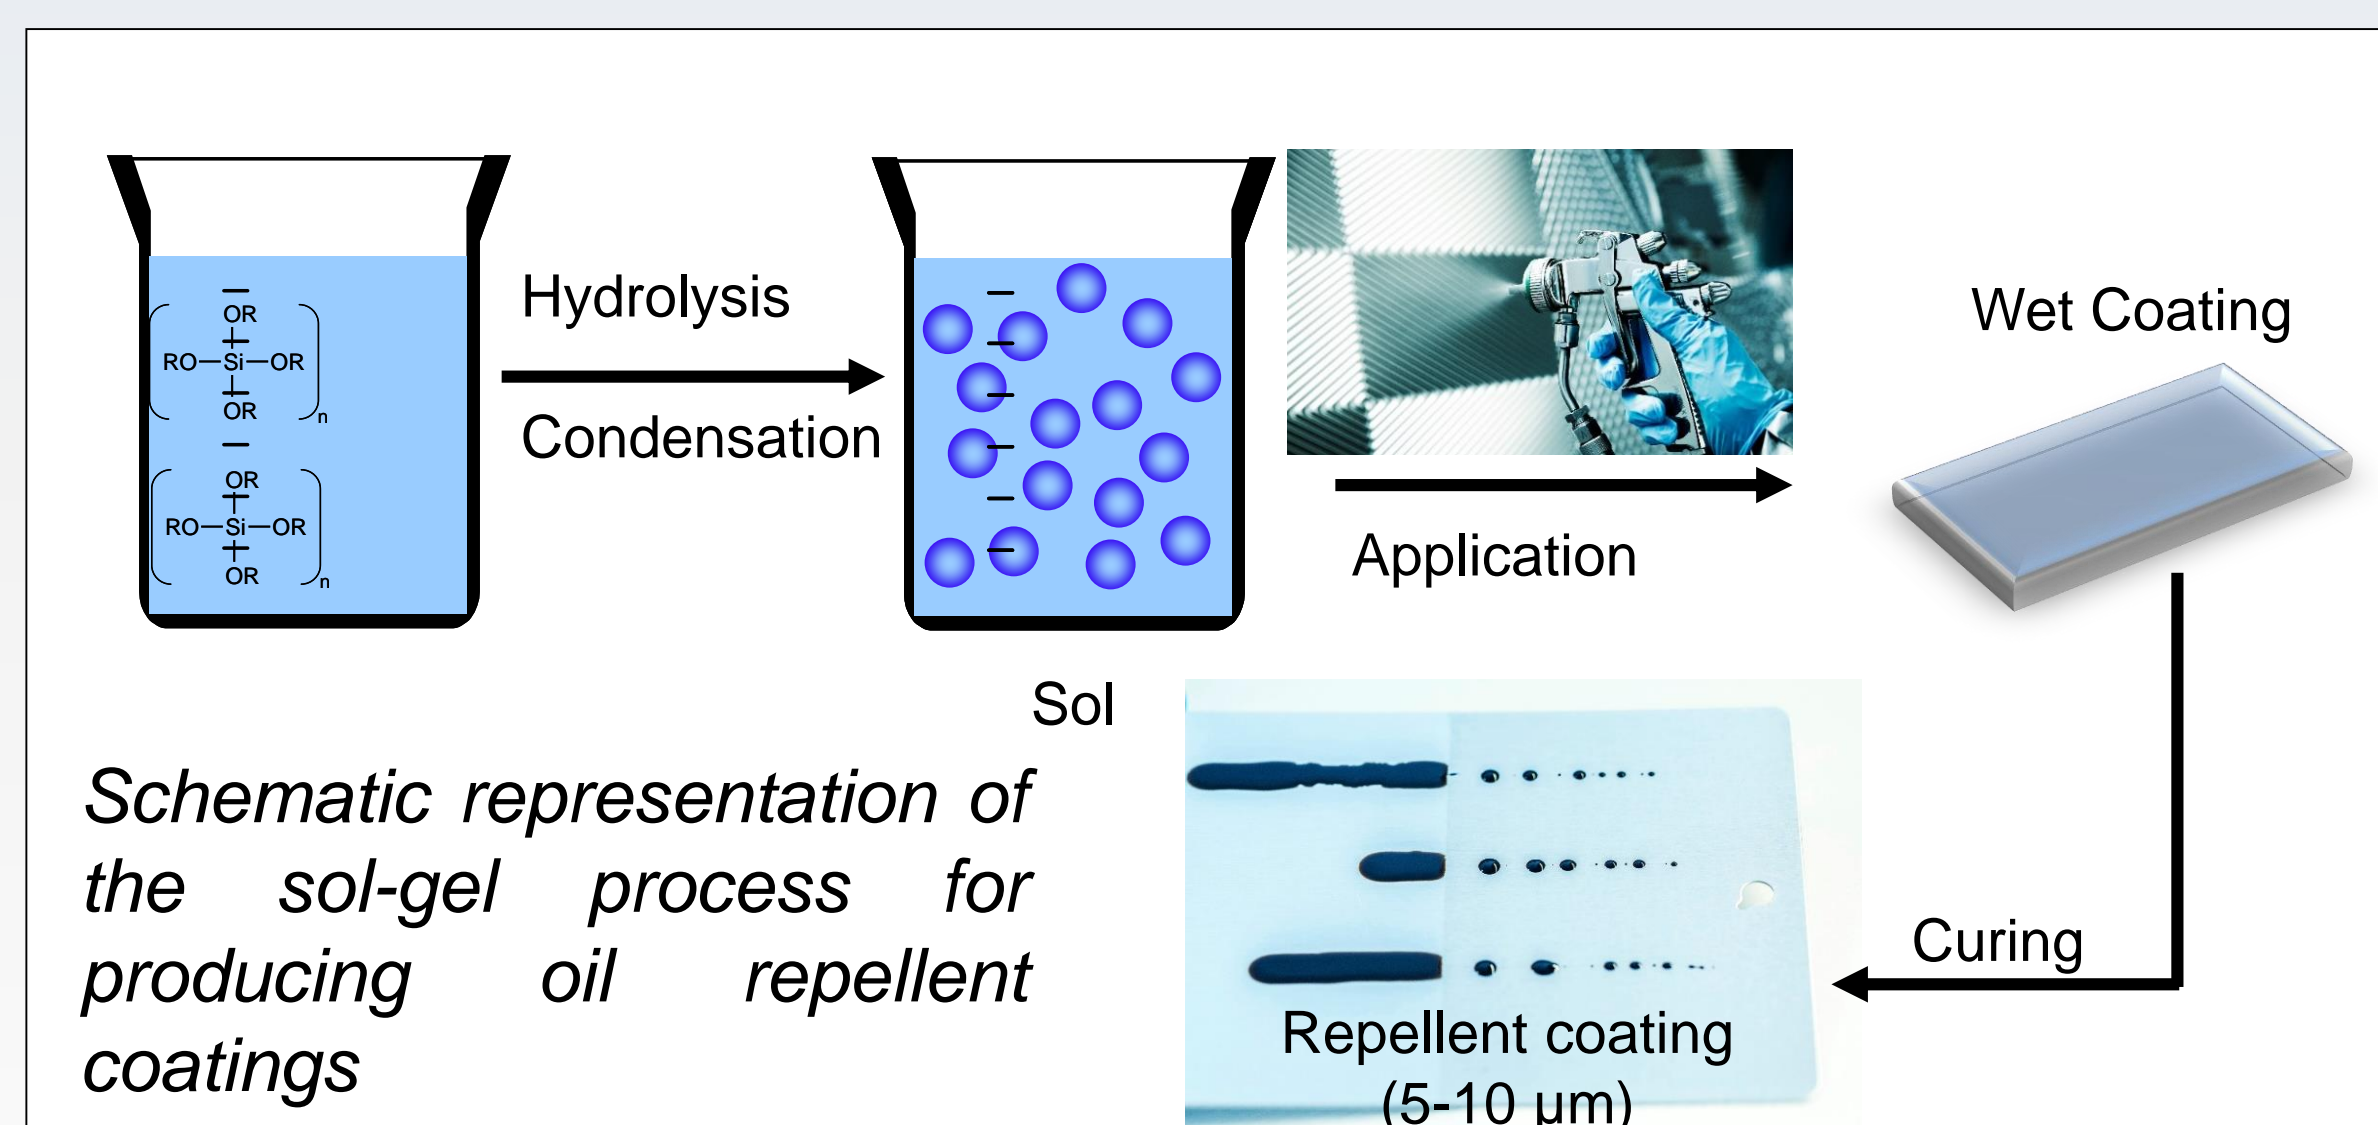 OR
RO—Si—OR
OR
n
OR
RO—Si—OR
OR
n
Hydrolysis
Condensation
Application
Wet Coating
Sol
Curing
Repellent coating
(5-10 µm)
Schematic representation of
the sol-gel process for
producing oil repellent
coatings